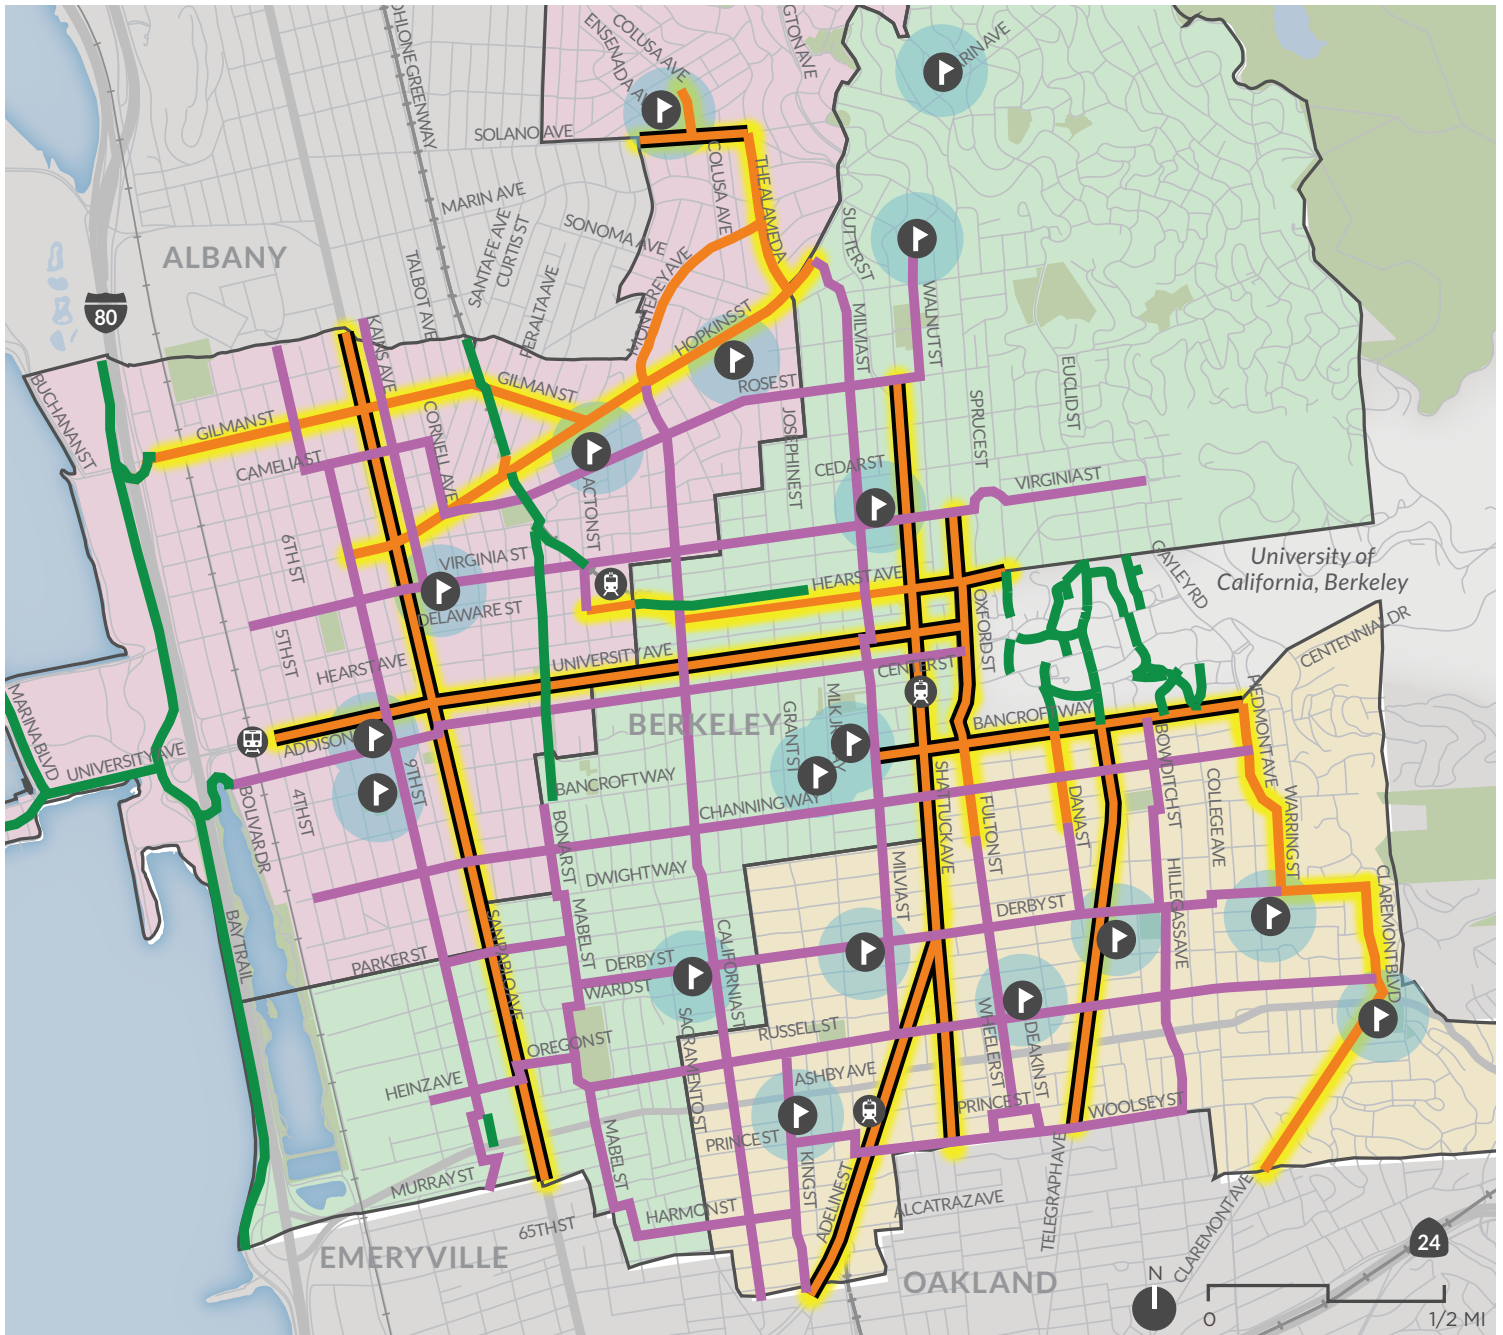 OHLONE GREENWAY
COLUSA AVE
ENSENADA A
GTON AVE
RIN AVE
SOLANO AVE
COLUSA AVE
THE ALAMEDA
MARIN AVE
SANTA FE AVE
CURTIS ST
SONOMA AVE
SUTTER ST
ALBANY
TALBOT AVE
PERALTA AVE
MONTEREY AVE
WALNUT ST
80
KAINS AVE
HOPKINS ST
MILVIA ST
BUCHANAN ST
GILMAN ST
GILMAN ST
ROSE ST
EUCLID ST
CORNELL AVE
JOSEPHINE ST
SPRUCE ST
CAMELIA ST
CEDAR ST
VIRGINIA ST
ACTON ST
6TH ST
VIRGINIA ST
HEARST AVE
GAYLEY RD
University of
California, Berkeley
DELAWARE ST
OXFORD ST
5TH ST
HEARST AVE
UNIVERSITY AVE
CENTER ST
CENTENNIAL DR
MARINA BLVD
BERKELEY
GRANT ST
MLK JR WAY
BANCROFT WAY
PIEDMONT AVE
ADDISON
UNIVERSITY AVE
9TH ST
BANCROFT WAY
BOWDITCH ST
BOLIVAR DR
4TH ST
CHANNING WAY
SHATTUCK AVE
FULTON ST
DANA ST
COLLEGE AVE
WARRING ST
BONAR ST
DWIGHT WAY
MILVIA ST
HILLEGASS AVE
CLAREMONT BLVD
DERBY ST
BAY TRAIL
SAN PABLO AVE
MABEL ST
CALIFORNIA ST
PARKER ST
DERBY ST
WARD ST
SACRAMENTO ST
RUSSELL ST
WHEELER ST
DEAKIN ST
OREGON ST
HEINZ AVE
ASHBY AVE
PRINCE ST
WOOLSEY ST
MABEL ST
PRINCE ST
KING ST
TELEGRAPH AVE
MURRAY ST
ADELINE ST
ALCATRAZ AVE
HARMON ST
65TH ST
CLAREMONT AVE
EMERYVILLE
OAKLAND
24
N
0
1/2 MI